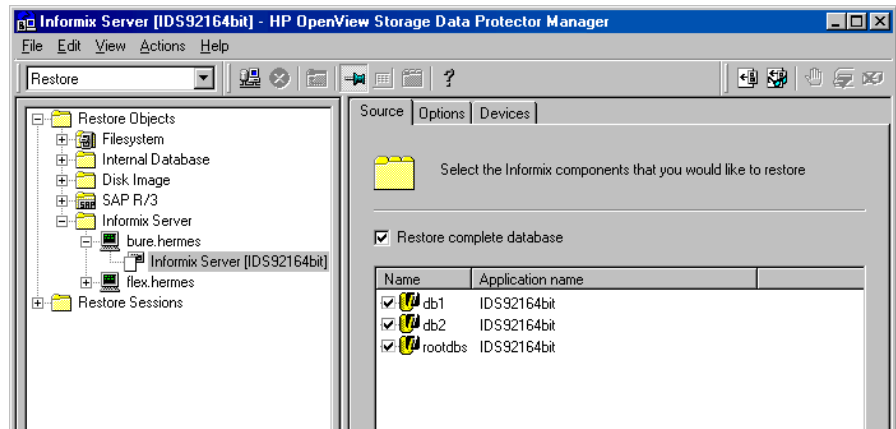 Informix Server [IDS92164bit] - HP OpenView Storage Data Protector Manager
File Edit View Actions Help
Restore
?
Restore Objects
Filesystem
Internal Database
Disk Image
SAP
SAP R/3
Informix Server
bure.hermes
Informix Server [IDS92164bit]
flex.hermes
Restore Sessions
Source Options Devices
Select the Informix components that you would like to restore
Restore complete database
Name Application name
db1 IDS92164bit
db2 IDS92164bit
rootdbs IDS92164bit